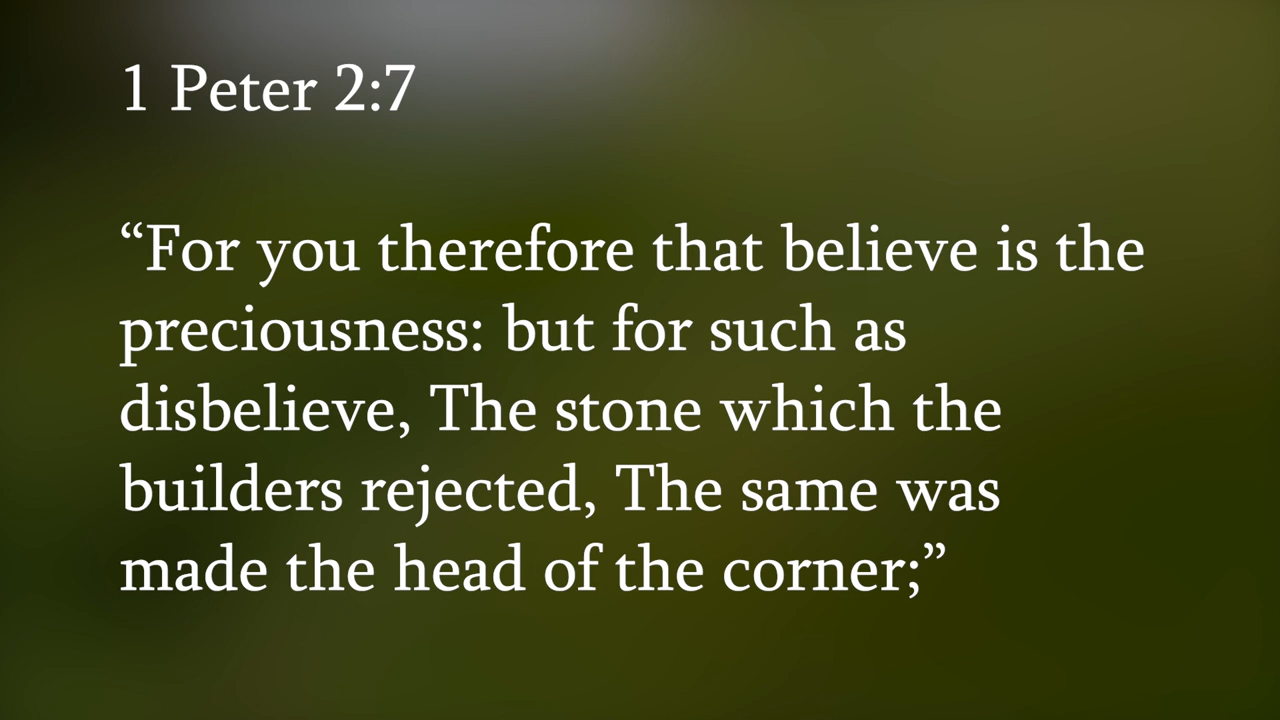 1 Peter 2:7
“For you therefore that believe is the
preciousness: but for such as
disbelieve, The stone which the
builders rejected, The same was
made the head of the corner;”